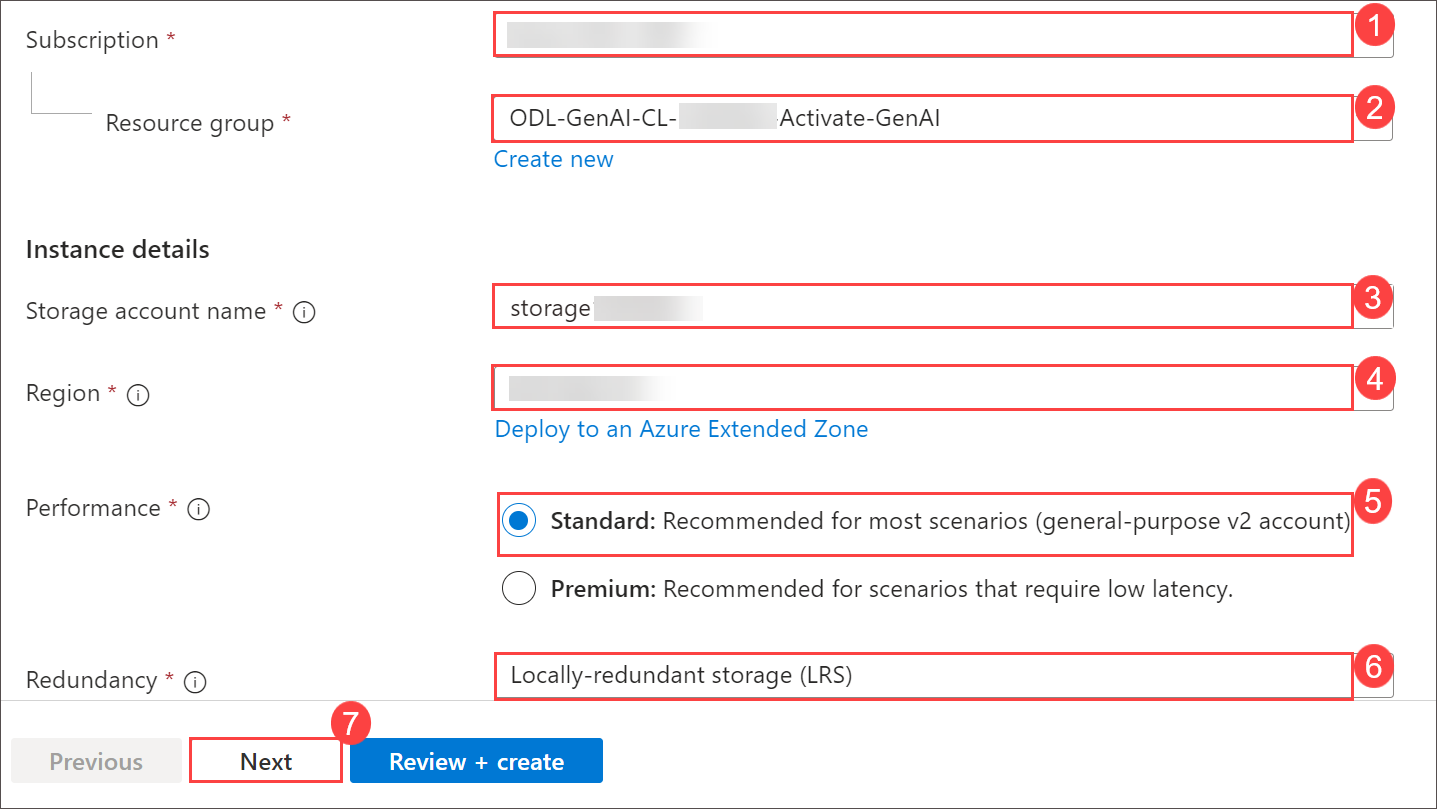 Subscription * 1
Resource group * ODL-GenAI-CL- -Activate-GenAI 2
Create new
Instance details
Storage account name * storage 3
Region * 4
Deploy to an Azure Extended Zone
Performance * Standard: Recommended for most scenarios (general-purpose v2 account) 5
Premium: Recommended for scenarios that require low latency.
Redundancy * Locally-redundant storage (LRS) 6
7
Previous Next Review + create